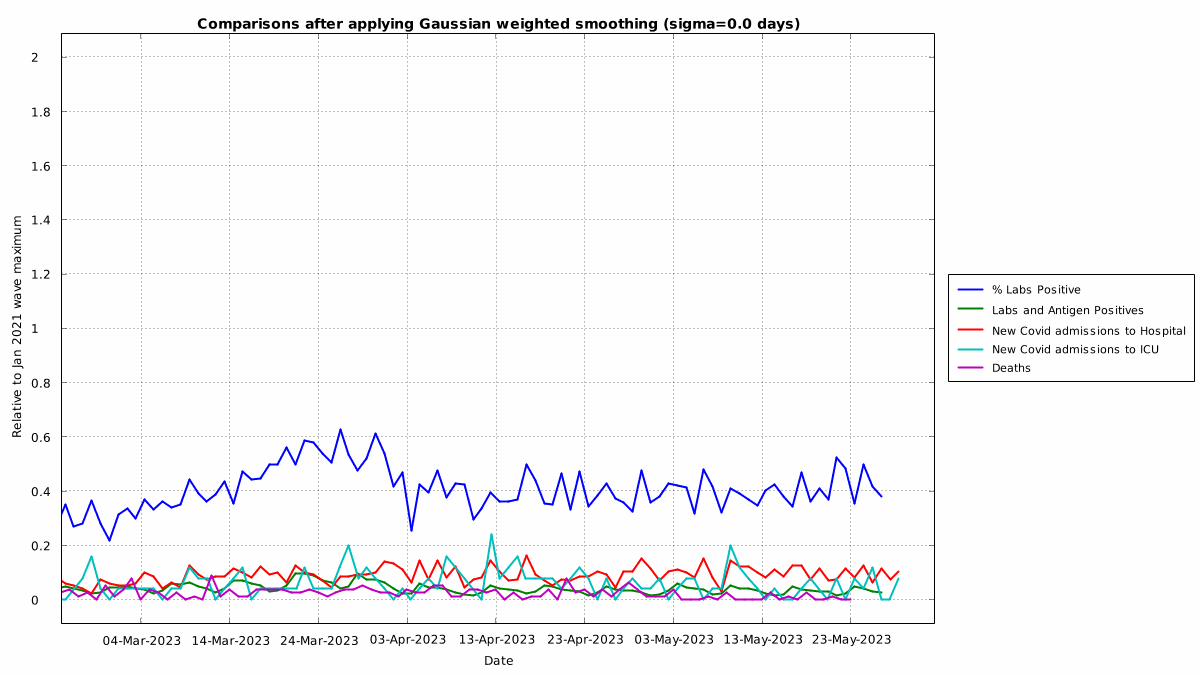 Comparisons after applying Gaussian weighted smoothing (sigma=0.0 days)
Relative to Jan 2021 wave maximum
2
1.8
1.6
1.4
1.2
1
0.8
0.6
0.4
0.2
0
04-Mar-2023 14-Mar-2023 24-Mar-2023 03-Apr-2023 13-Apr-2023 23-Apr-2023 03-May-2023 13-May-2023 23-May-2023
Date
% Labs Positive
Labs and Antigen Positives
New Covid admissions to Hospital
New Covid admissions to ICU
Deaths